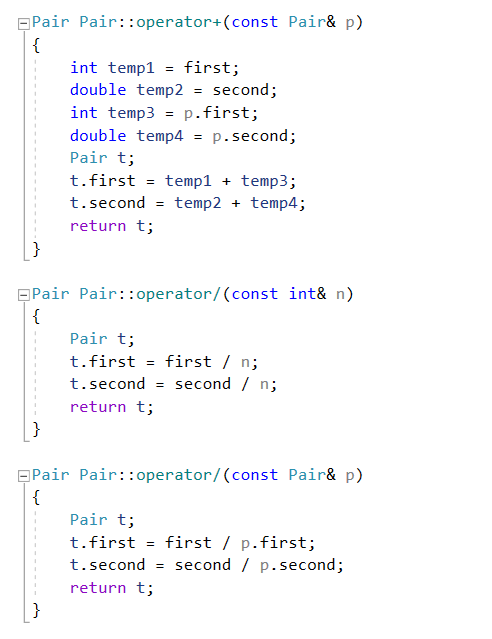 Pair Pair::operator+(const Pair& p)
{
    int temp1 = first;
    double temp2 = second;
    int temp3 = p.first;
    double temp4 = p.second;
    Pair t;
    t.first = temp1 + temp3;
    t.second = temp2 + temp4;
    return t;
}
Pair Pair::operator/(const int& n)
{
    Pair t;
    t.first = first / n;
    t.second = second / n;
    return t;
}
Pair Pair::operator/(const Pair& p)
{
    Pair t;
    t.first = first / p.first;
    t.second = second / p.second;
    return t;
}